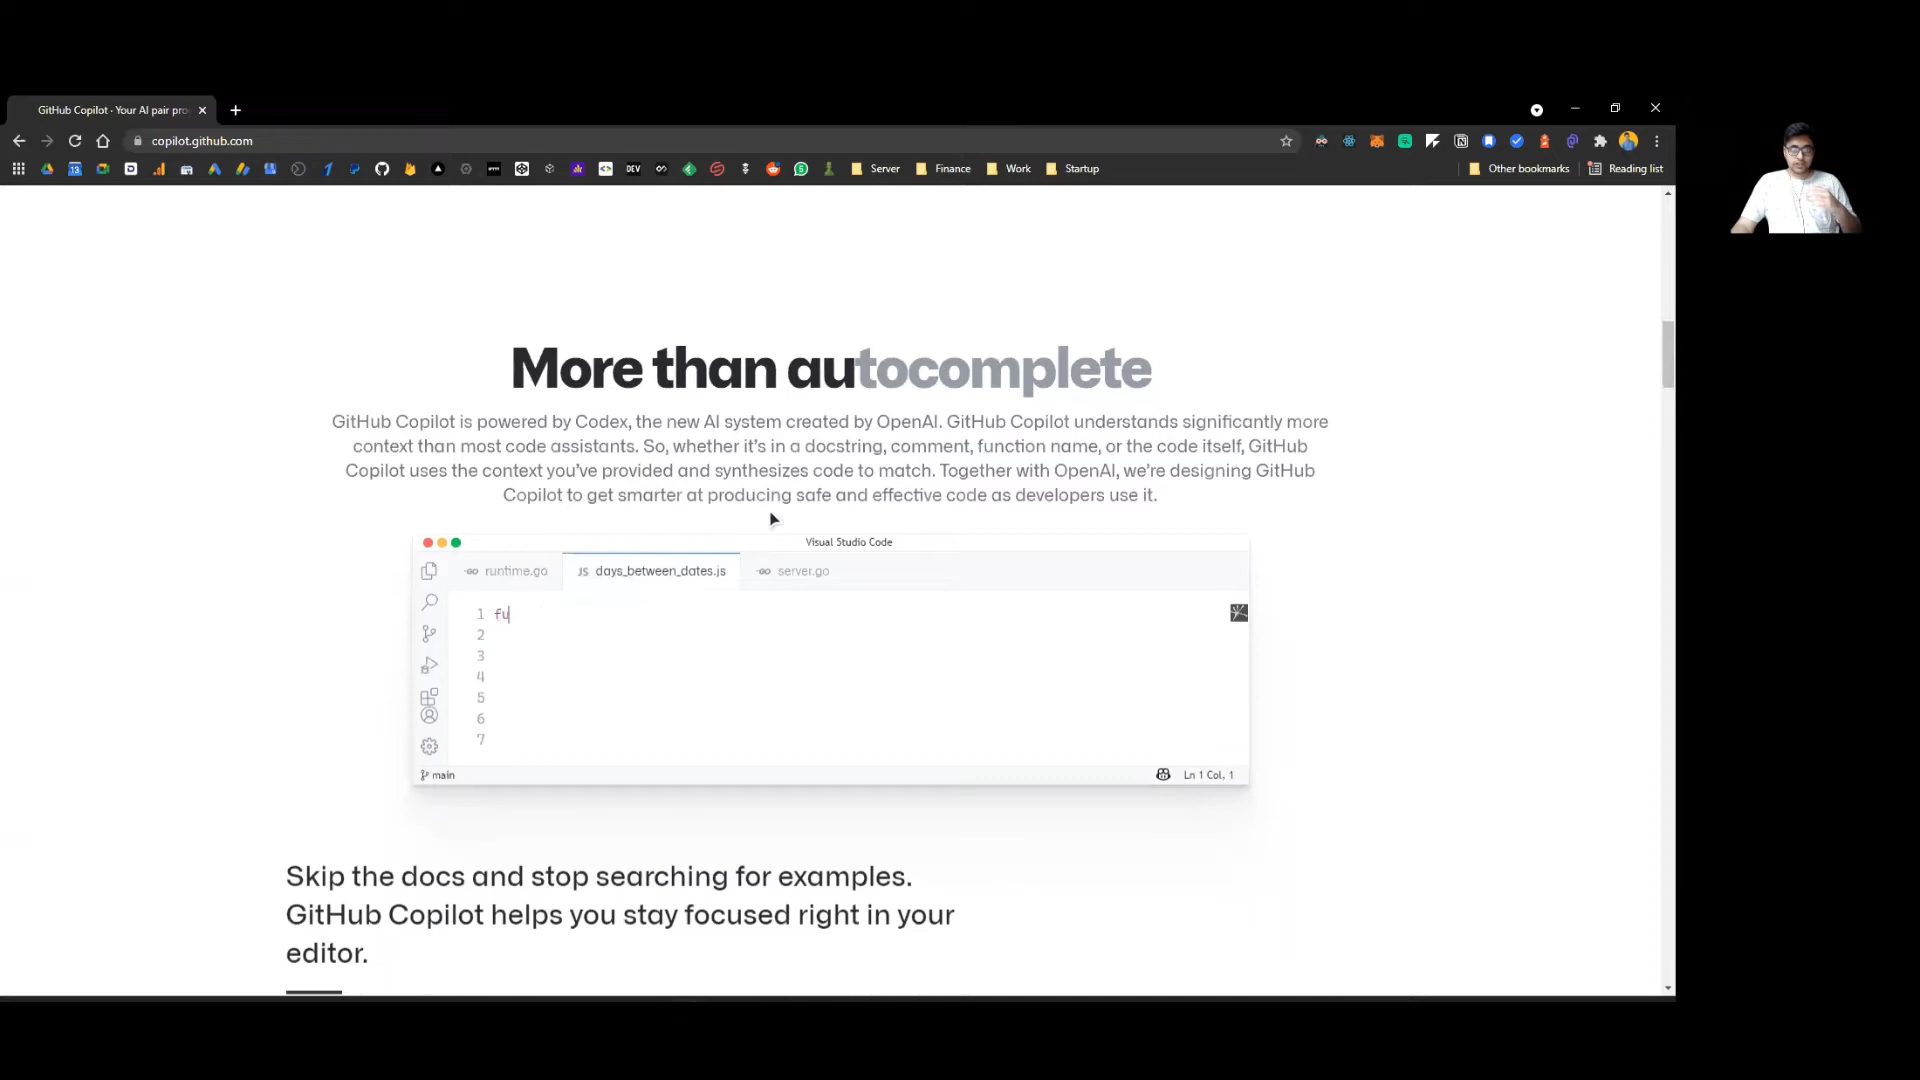 GitHub Copilot · Your AI pair pro
copilot.github.com
13
DEV
Server
Finance
Work
Startup
Other bookmarks
Reading list
More than autocomplete
GitHub Copilot is powered by Codex, the new AI system created by OpenAI. GitHub Copilot understands significantly more
context than most code assistants. So, whether it's in a docstring, comment, function name, or the code itself, GitHub
Copilot uses the context you've provided and synthesizes code to match. Together with OpenAI, we're designing GitHub
Copilot to get smarter at producing safe and effective code as developers use it.
Visual Studio Code
GO runtime.go
JS days_between_dates.js
GO server.go
1 fu
2
3
4
5
6
7
main
Ln 1 Col, 1
Skip the docs and stop searching for examples.
GitHub Copilot helps you stay focused right in your
editor.